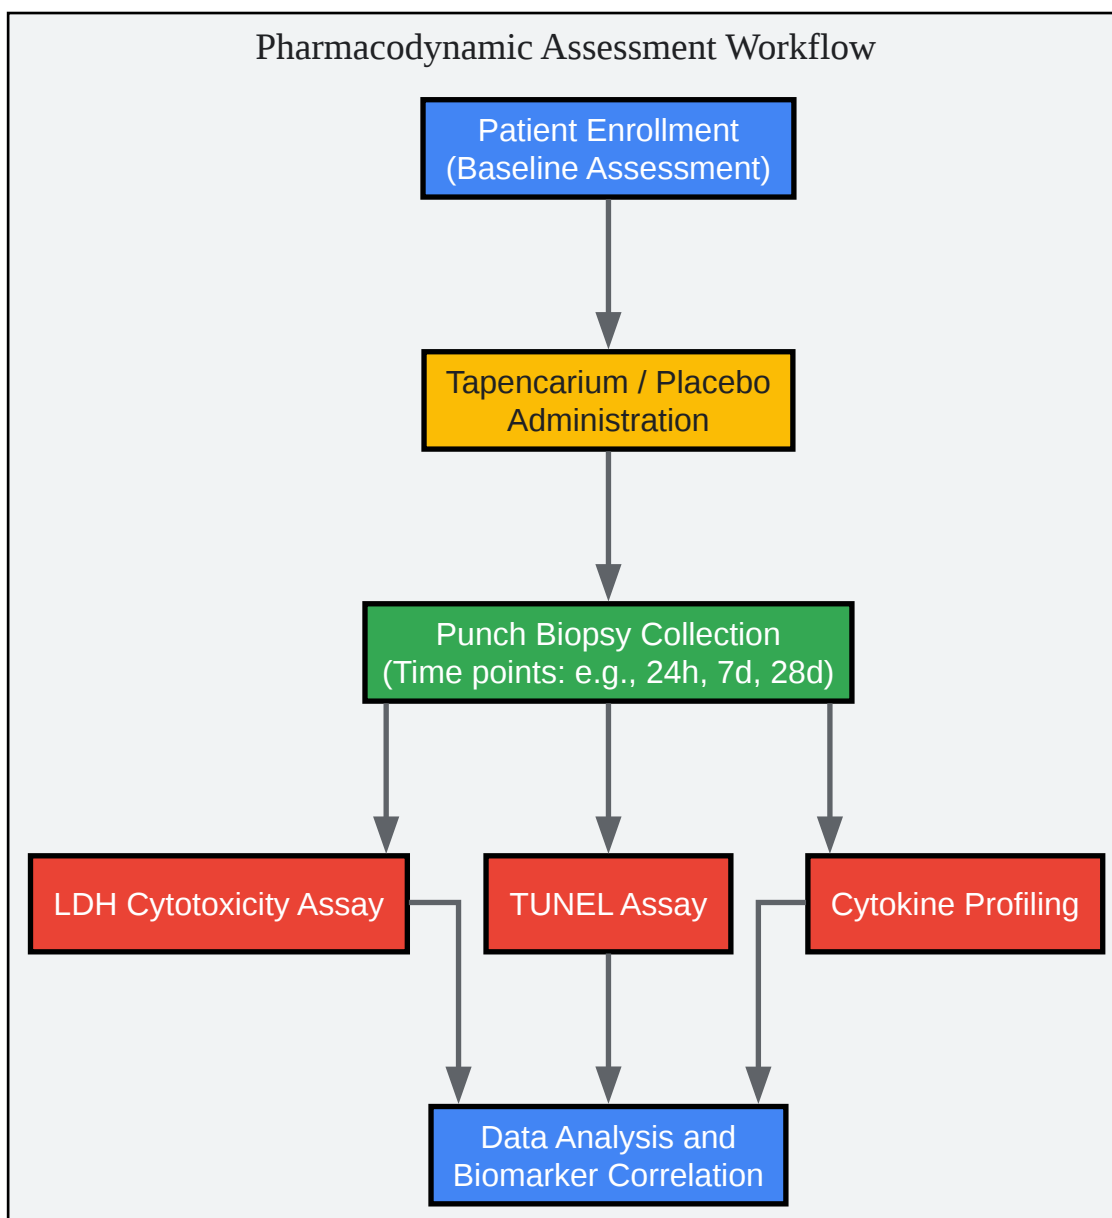 Pharmacodynamic Assessment Workflow
Patient Enrollment
(Baseline Assessment)
Tapencarium / Placebo
Administration
Punch Biopsy Collection
(Time points: e.g., 24h, 7d, 28d)
LDH Cytotoxicity Assay
TUNEL Assay
Cytokine Profiling
Data Analysis and
Biomarker Correlation